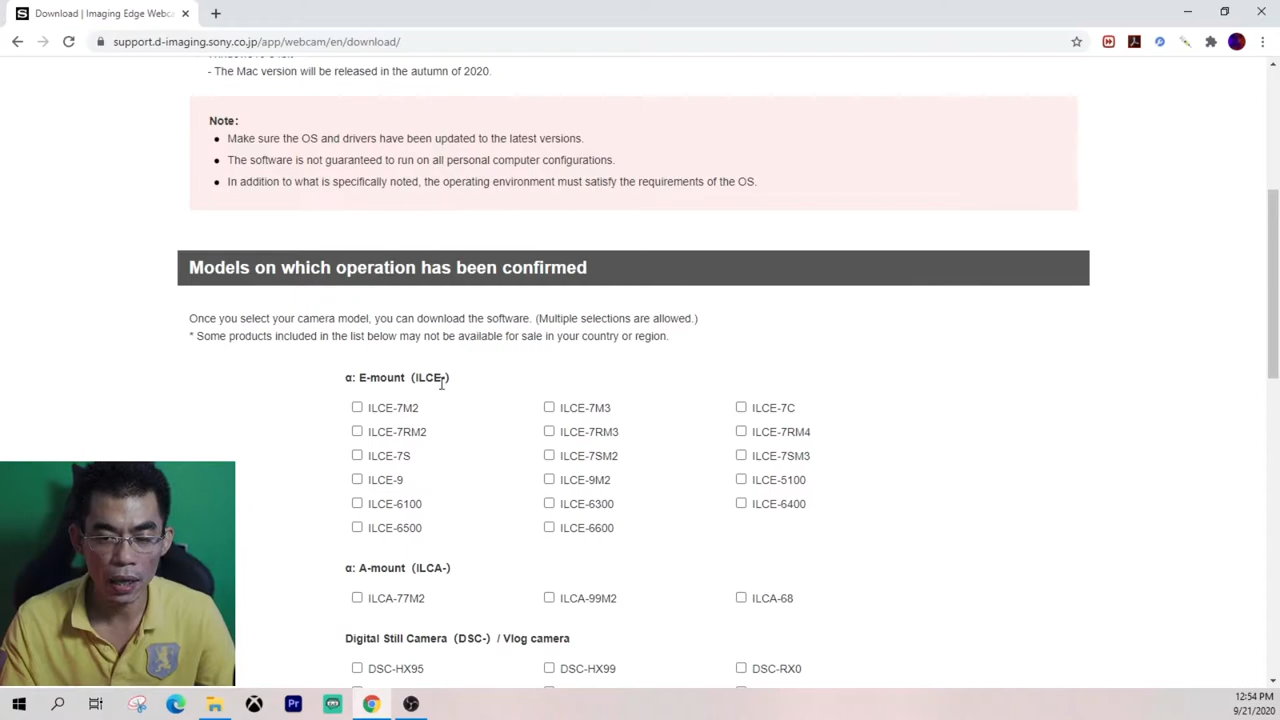 Download | Imaging Edge Webca
support.d-imaging.sony.co.jp/app/webcam/en/download/
- The Mac version will be released in the autumn of 2020.
Note:
Make sure the OS and drivers have been updated to the latest versions.
The software is not guaranteed to run on all personal computer configurations.
In addition to what is specifically noted, the operating environment must satisfy the requirements of the OS.
Models on which operation has been confirmed
Once you select your camera model, you can download the software. (Multiple selections are allowed.)
* Some products included in the list below may not be available for sale in your country or region.
α: E-mount（ILCE-）
ILCE-7M2 ILCE-7M3 ILCE-7C
ILCE-7RM2 ILCE-7RM3 ILCE-7RM4
ILCE-7S ILCE-7SM2 ILCE-7SM3
ILCE-9 ILCE-9M2 ILCE-5100
ILCE-6100 ILCE-6300 ILCE-6400
ILCE-6500 ILCE-6600
α: A-mount（ILCA-）
ILCA-77M2 ILCA-99M2 ILCA-68
Digital Still Camera（DSC-）/ Vlog camera
DSC-HX95 DSC-HX99 DSC-RX0
Pr
12:54 PM
9/21/2020